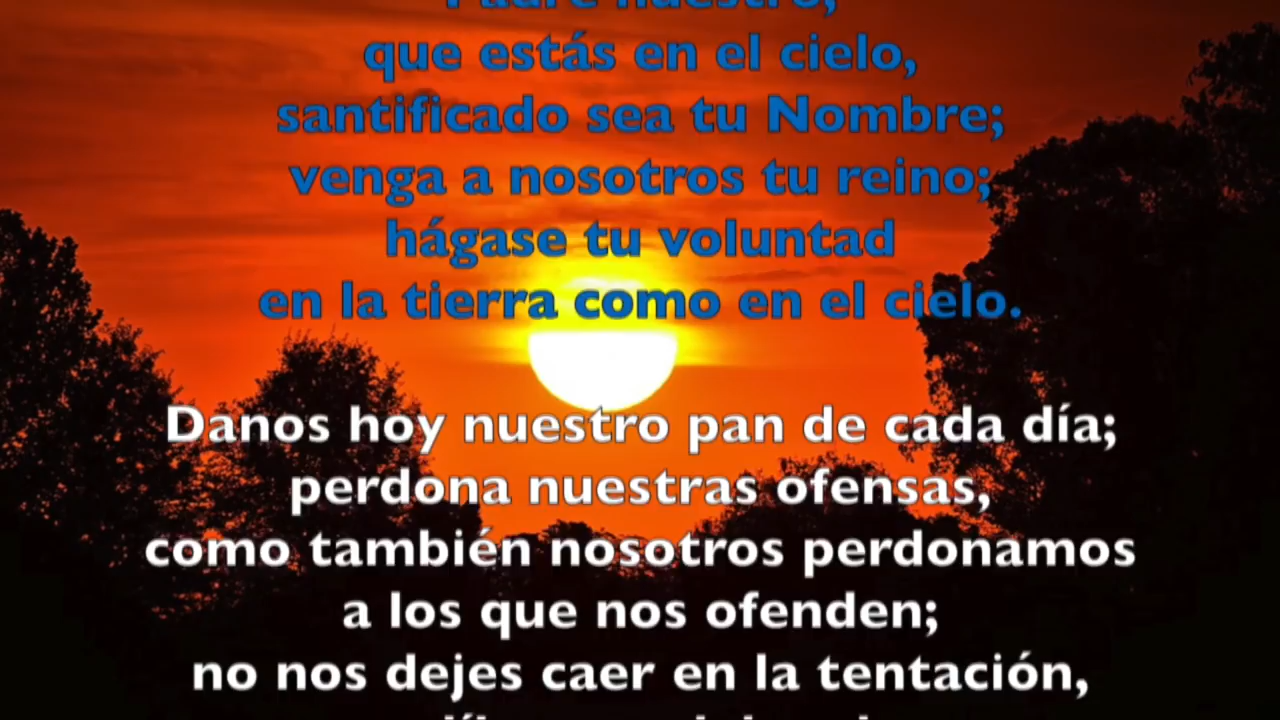 Padre nuestro,
que estás en el cielo,
santificado sea tu Nombre;
venga a nosotros tu reino;
hágase tu voluntad
en la tierra como en el cielo.
Danos hoy nuestro pan de cada día;
perdona nuestras ofensas,
como también nosotros perdonamos
a los que nos ofenden;
no nos dejes caer en la tentación,